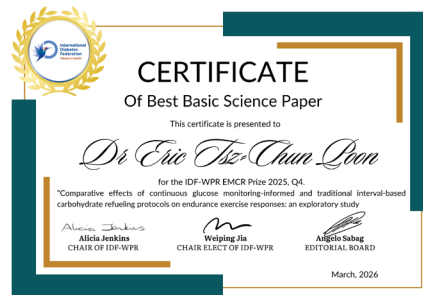 International
Diabetes
Federation
Western Pacific
CERTIFICATE
Of Best Basic Science Paper
This certificate is presented to
Dr Eric Tsz-Chun Poon
for the IDF-WPR EMCR Prize 2025, Q4.
"Comparative effects of continuous glucose monitoring-informed and traditional interval-based
carbohydrate refueling protocols on endurance exercise responses: an exploratory study
Alicia Jenkins
Alicia Jenkins
CHAIR OF IDF-WPR
Weiping Jia
CHAIR ELECT OF IDF-WPR
Angelo Sabag
EDITORIAL BOARD
March, 2026